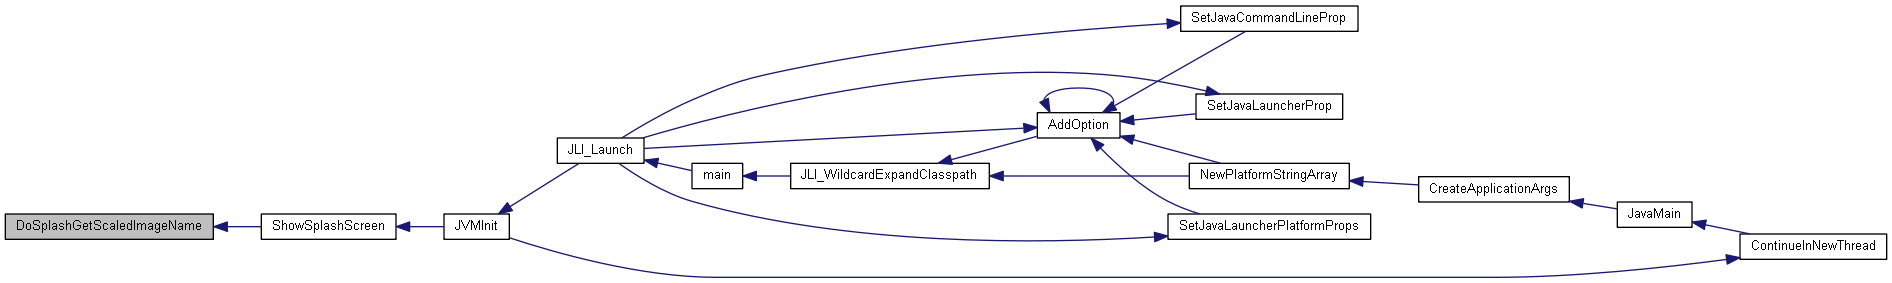 SetJavaCommandLineProp
SetJavaLauncherProp
AddOption
JLI_Launch
main
JLI_WildcardExpandClasspath
NewPlatformStringArray
CreateApplicationArgs
JavaMain
DoSplashGetScaledImageName
ShowSplashScreen
JVMInit
SetJavaLauncherPlatformProps
ContinueInNewThread